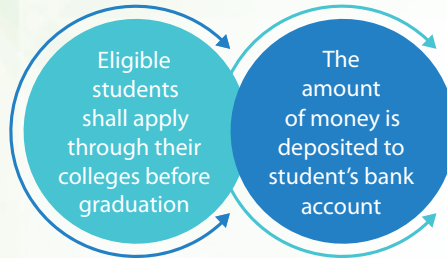 Eligible
students
shall apply
through their
colleges before
graduation
The
amount
of money is
deposited to
student’s bank
account